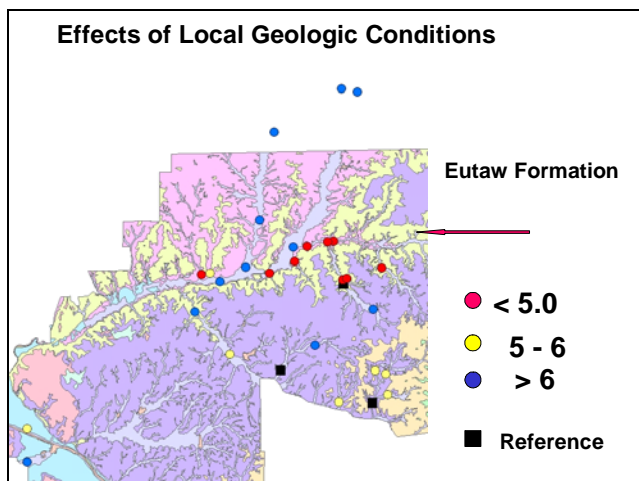 Effects of Local Geologic Conditions
Eutaw Formation
< 5.0
5 - 6
> 6
Reference